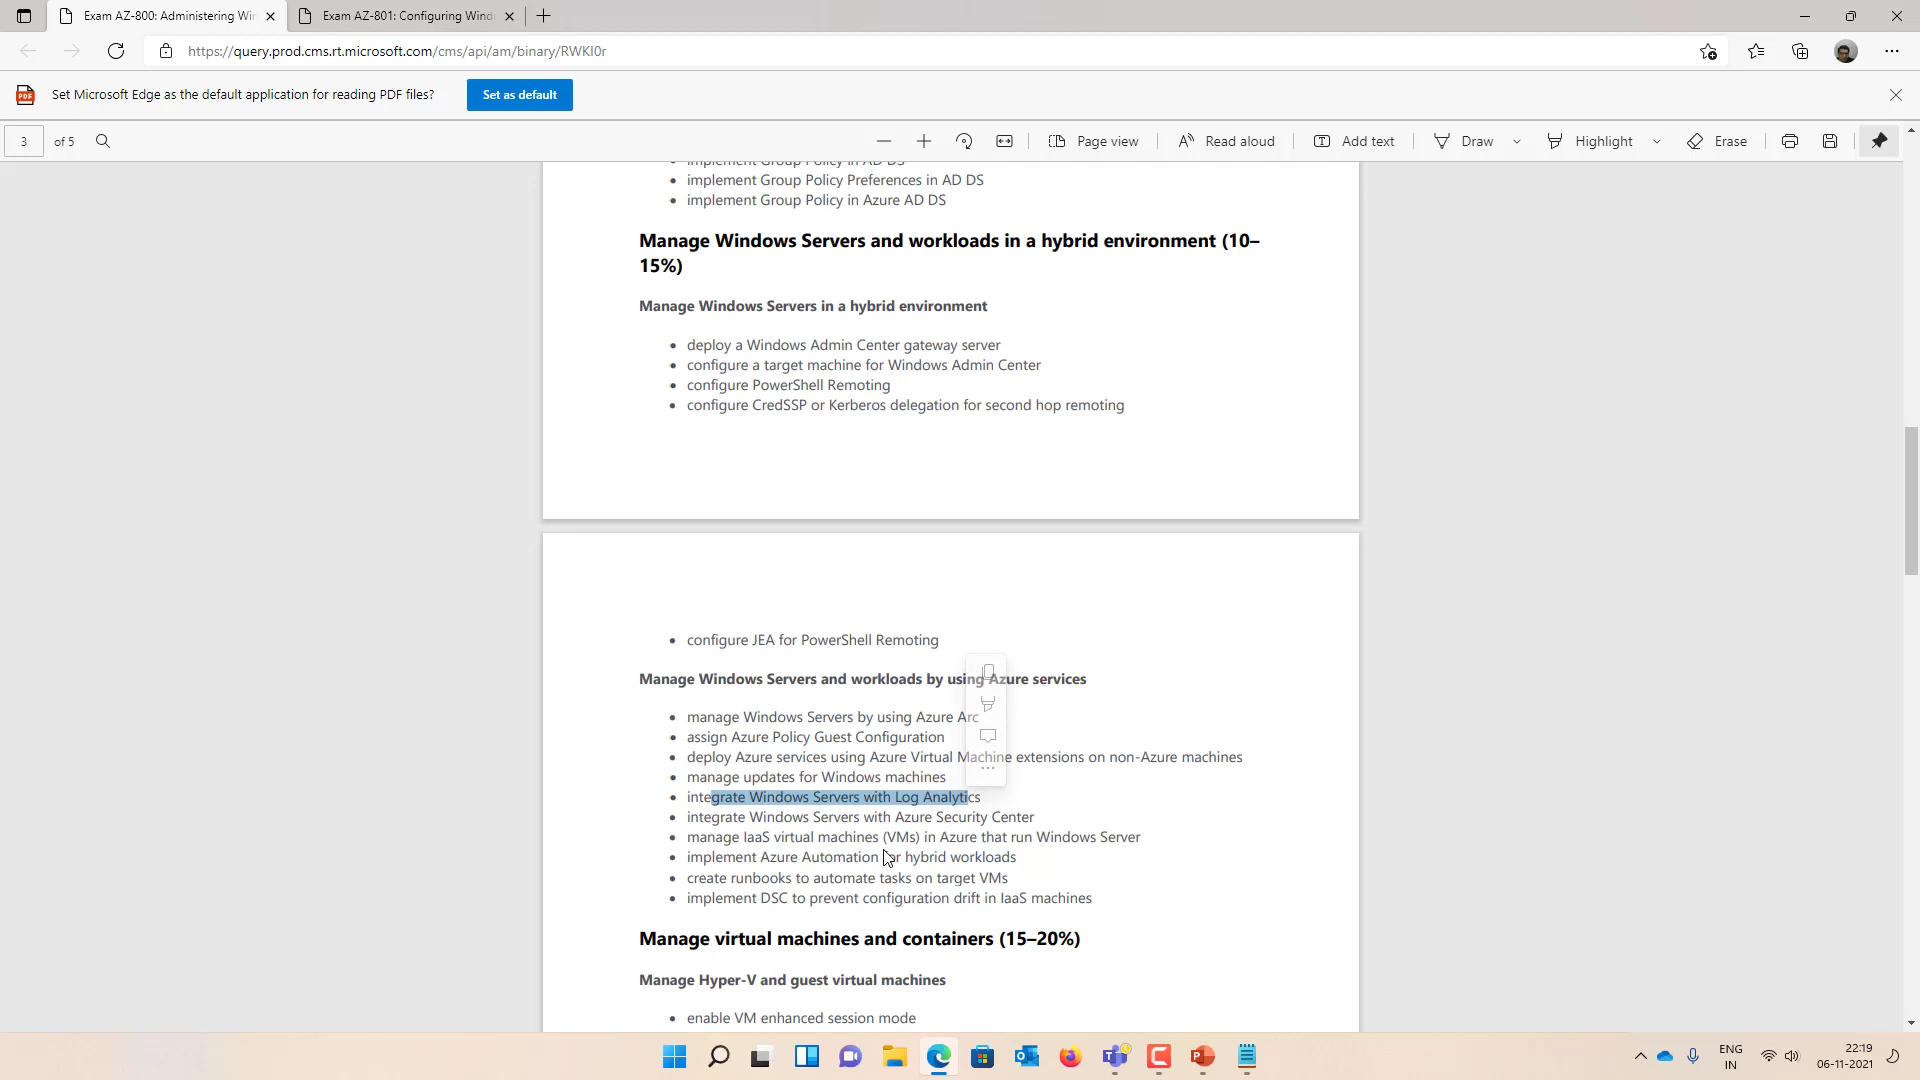 Exam AZ-800: Administering Wi
Exam AZ-801: Configuring Wind
https://query.prod.cms.rt.microsoft.com/cms/api/am/binary/RWKI0r
Set Microsoft Edge as the default application for reading PDF files?
Set as default
3 of 5
Page view
Read aloud
Add text
Draw
Highlight
Erase
implement Group Policy in AD DS
• implement Group Policy Preferences in AD DS
• implement Group Policy in Azure AD DS
Manage Windows Servers and workloads in a hybrid environment (10–
15%)
Manage Windows Servers in a hybrid environment
• deploy a Windows Admin Center gateway server
• configure a target machine for Windows Admin Center
• configure PowerShell Remoting
• configure CredSSP or Kerberos delegation for second hop remoting
• configure JEA for PowerShell Remoting
Manage Windows Servers and workloads by using Azure services
• manage Windows Servers by using Azure Arc
• assign Azure Policy Guest Configuration
• deploy Azure services using Azure Virtual Machine extensions on non-Azure machines
• manage updates for Windows machines
• integrate Windows Servers with Log Analytics
• integrate Windows Servers with Azure Security Center
• manage IaaS virtual machines (VMs) in Azure that run Windows Server
• implement Azure Automation for hybrid workloads
• create runbooks to automate tasks on target VMs
• implement DSC to prevent configuration drift in IaaS machines
Manage virtual machines and containers (15–20%)
Manage Hyper-V and guest virtual machines
• enable VM enhanced session mode
ENG
IN
22:19
06-11-2021